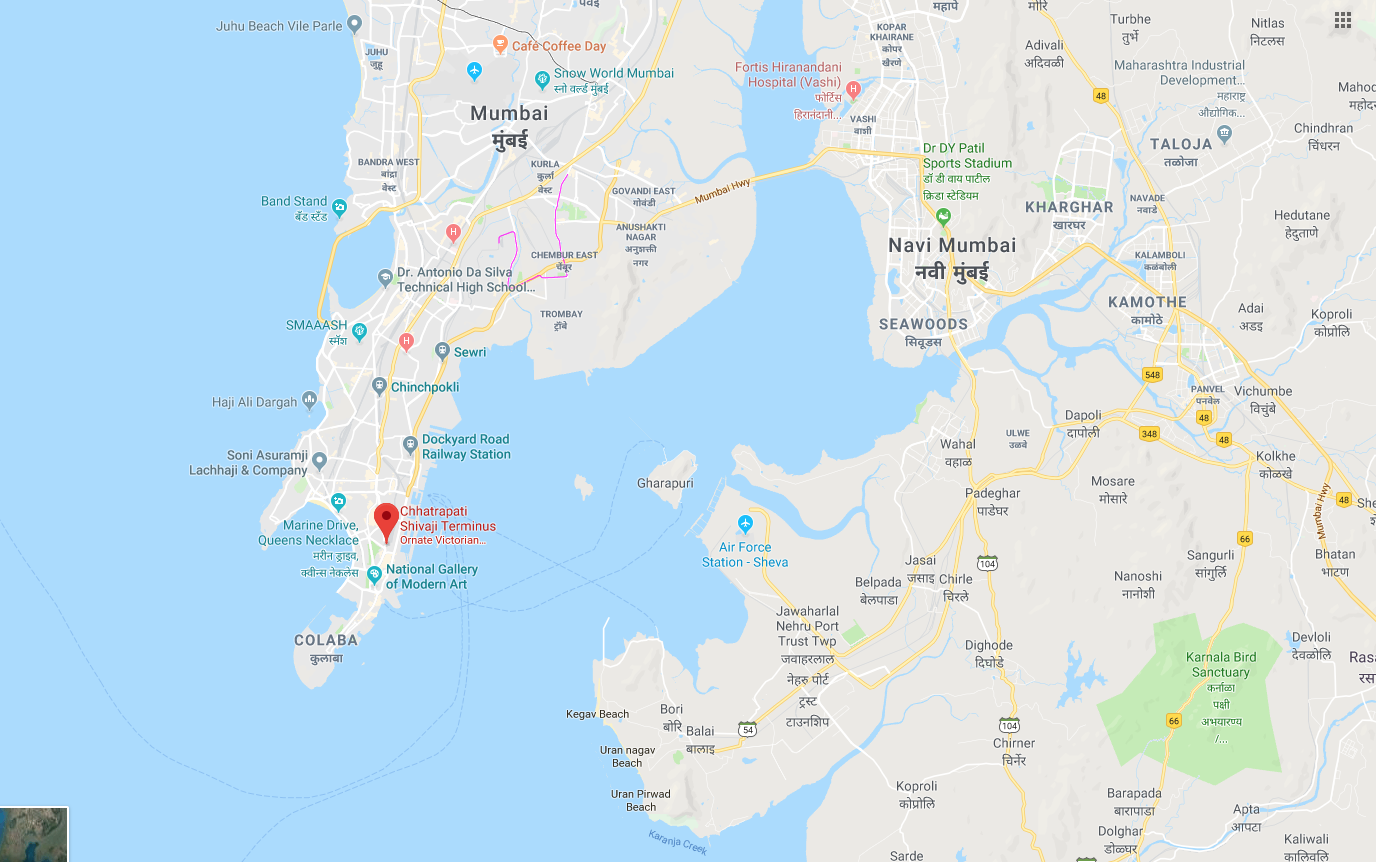 पवई
महापे
मोरि
Juhu Beach Vile Parle
Turbhe
तुर्भे
Nitlas
निटलस
KOPAR
KHAIRANE
कोपर
खैरणे
Café Coffee Day
JUHU
जुहू
Adivali
अदिवळी
Snow World Mumbai
स्नो वर्ल्ड मुंबई
Fortis Hiranandani
Hospital (Vashi)
फोर्टिस
हिरानंदानी...
Maharashtra Industrial
Development...
महाराष्ट्र
औद्योगिक...
48
Mumbai
मुंबई
VASHI
वाशी
Chindhran
चिंधरन
TALOJA
तळोजा
Dr DY Patil
Sports Stadium
डॉ डी वाय पाटील
क्रिडा स्टेडियम
BANDRA WEST
बांद्रा
वेस्ट
KURLA
कुर्ला
वेस्ट
GOVANDI EAST
गोवंडी
Mumbai Hwy
Band Stand
बॅड स्टॅंड
KHARGHAR
खारघर
NAVADE
नवाडे
Hedutane
हेदुताणे
ANUSHAKTI
NAGAR
अनुशक्ती
नगर
Navi Mumbai
नवी मुंबई
CHEMBUR EAST
चेंबूर
KALAMBOLI
कळंबोली
Dr. Antonio Da Silva
Technical High School...
KAMOTHE
कामोठे
Adai
अडइ
Koproli
कोप्रोलि
TROMBAY
ट्रॉंबे
SEAWOODS
सिवूडस
SMAAASH
स्मॅश
Sewri
Chinchpokli
548
PANVEL
पनवेल
Vichumbe
विचुंबे
Haji Ali Dargah
Dapoli
दापोली
48
348
48
ULWE
उळवे
Wahal
वहाळ
Dockyard Road
Railway Station
Soni Asuramji
Lachhaji & Company
Kolkhe
कोळखे
Gharapuri
Mosare
मोसारे
Padeghar
पाडेघर
48
Mumbai Hwy
Chhatrapati
Shivaji Terminus
Ornate Victorian...
Marine Drive,
Queens Necklace
मरीन ड्राइव,
क्वीन्स नेकलेस
66
Air Force
Station - Sheva
Sangurli
सांगुर्लि
Bhatan
भाटण
Jasai
जसाइ
104
National Gallery
of Modern Art
Belpada
बेलपाडा
Chirle
चिरले
Nanoshi
नानोशी
Jawaharlal
Nehru Port
Trust Twp
जवाहरलाल
नेहरु पोर्ट
ट्रस्ट
टाउनशिप
COLABA
कुलाबा
Dighode
दिघोडे
Devloli
देवळोलि
Karnala Bird
Sanctuary
कर्नाळा
पक्षी
अभयारण्य
/...
Kegav Beach
Bori
बोरि
Balai
बालाइ
54
104
66
Chirner
चिर्नेर
Uran nagav
Beach
Uran Pirwad
Beach
Koproli
कोप्रोली
Barapada
बारापाडा
Apta
आपटा
Karanja Creek
Dolghar
डोळघर
Kaliwali
कालिवलि
Sarde